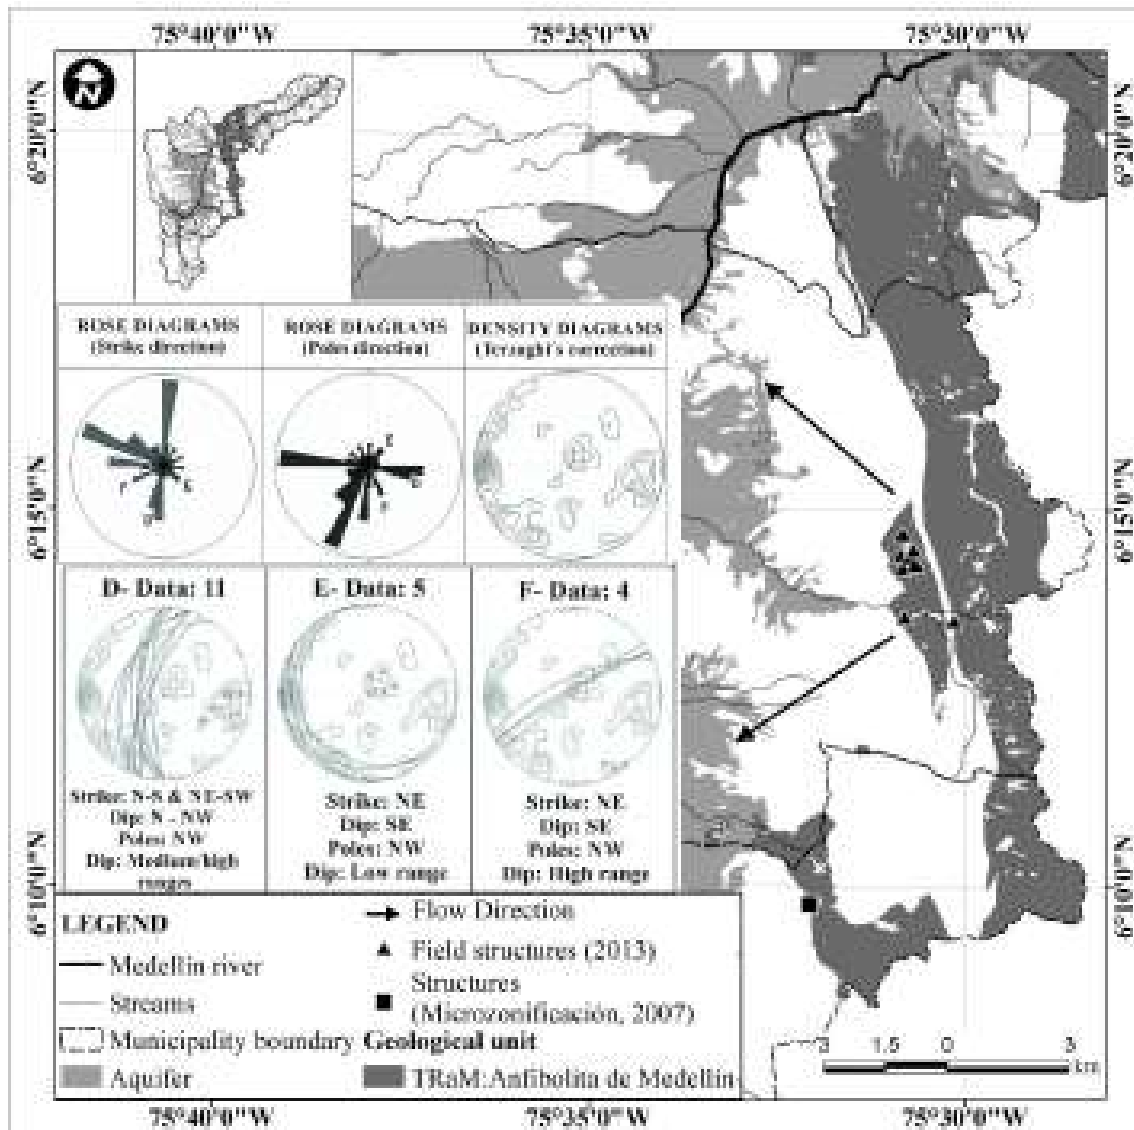 75°40'0"W 75°35'0"W 75°30'0"W
N
6°20'0"N 6°20'0"N
ROSE DIAGRAMS
(Strike direction)
ROSE DIAGRAMS
(Poles direction)
DENSITY DIAGRAMS
(Terzaghi's correction)
6°15'0"N 6°15'0"N
D- Data: 11
Strike: N-S & NE-SW
Dip: N - NW
Poles: NW
Dip: Medium/high
ranges
E- Data: 5
Strike: NE
Dip: SE
Poles: NW
Dip: Low range
F- Data: 4
Strike: NE
Dip: SE
Poles: NW
Dip: High range
6°10'0"N 6°10'0"N
LEGEND
Medellin river
Streams
Municipality boundary
Aquifer
Flow Direction
Field structures (2013)
Structures
(Microzonificación, 2007)
Geological unit
TRaM:Anfibolita de Medellin
3 1,5 0 3
km
75°40'0"W 75°35'0"W 75°30'0"W